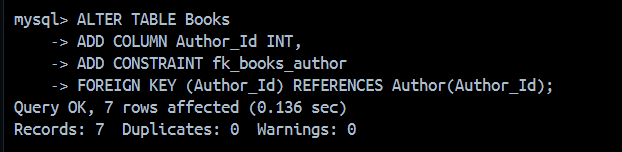 mysql> ALTER TABLE Books
    -> ADD COLUMN Author_Id INT,
    -> ADD CONSTRAINT fk_books_author
    -> FOREIGN KEY (Author_Id) REFERENCES Author(Author_Id);
Query OK, 7 rows affected (0.136 sec)
Records: 7  Duplicates: 0  Warnings: 0